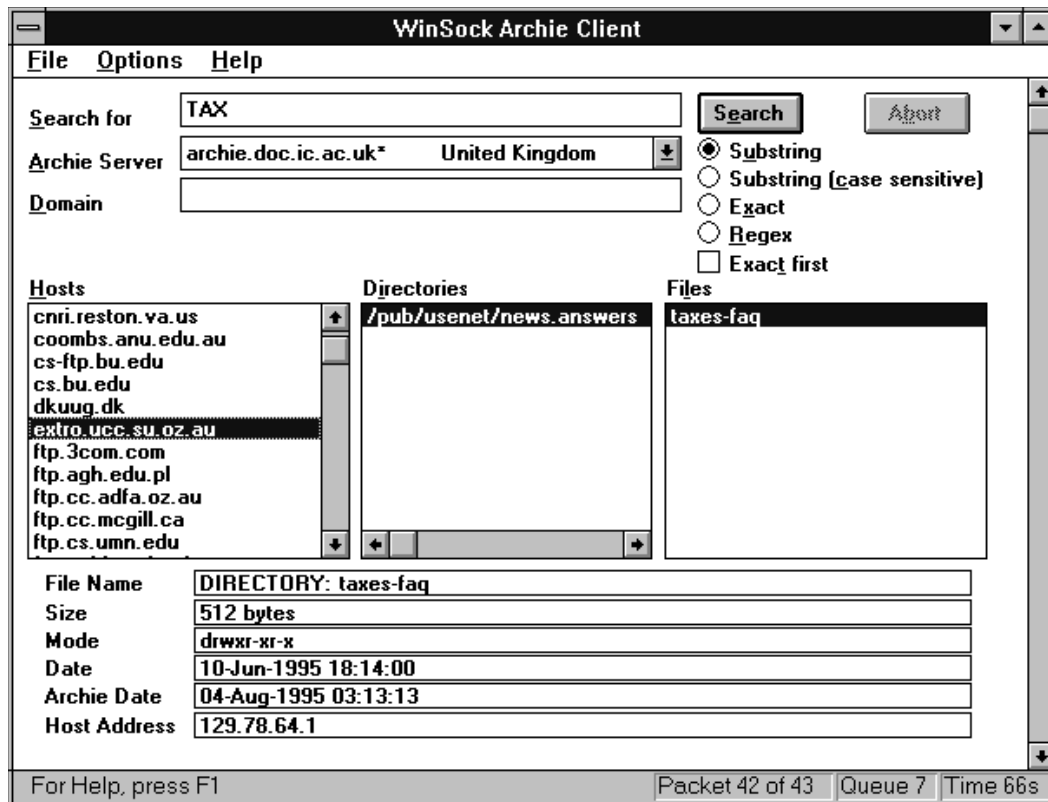 WinSock Archie Client
File Options Help
Search for TAX Search Abort
Archie Server archie.doc.ic.ac.uk* United Kingdom
Domain
Substring
Substring (case sensitive)
Exact
Regex
Exact first
Hosts Directories Files
cnri.reston.va.us /pub/usenet/news.answers taxes-faq
coombs.anu.edu.au
cs-ftp.bu.edu
cs.bu.edu
dkuug.dk
extro.ucc.su.oz.au
ftp.3com.com
ftp.agh.edu.pl
ftp.cc.adfa.oz.au
ftp.cc.mcgill.ca
ftp.cs.umn.edu
File Name DIRECTORY: taxes-faq
Size 512 bytes
Mode drwxr-xr-x
Date 10-Jun-1995 18:14:00
Archie Date 04-Aug-1995 03:13:13
Host Address 129.78.64.1
For Help, press F1 Packet 42 of 43 Queue 7 Time 66s